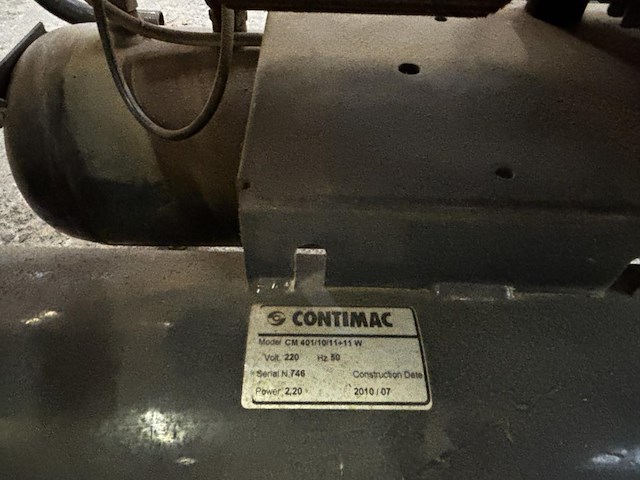 CONTIMAC
Model CM 401/10/11+11 W
Volt. 220 Hz 50
Serial N. 746 Construction Date
Power 2,20 2010 / 07